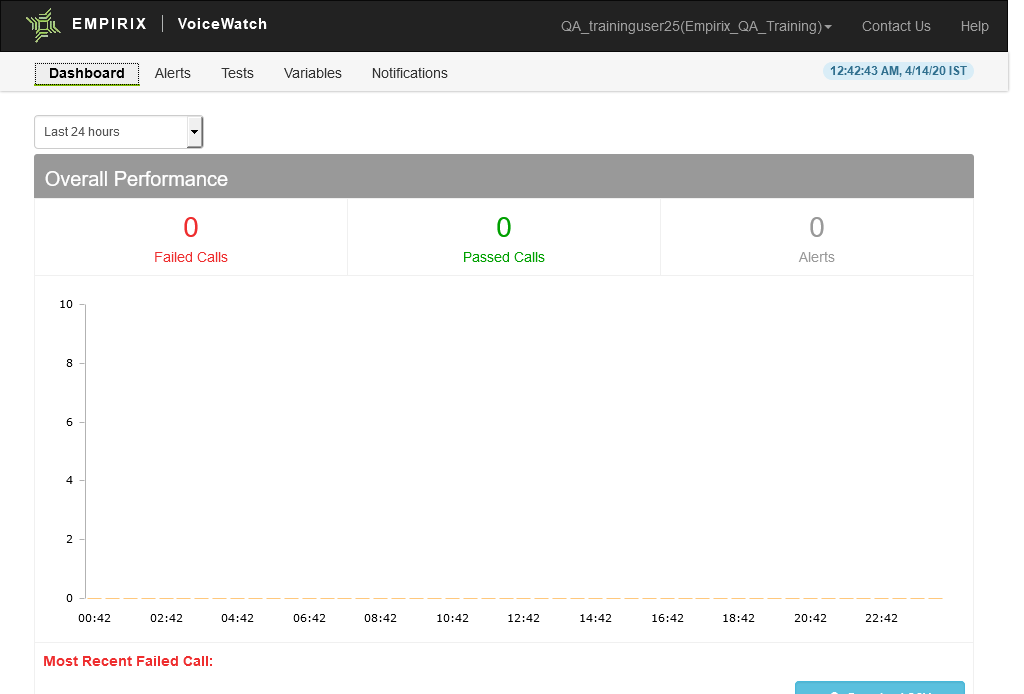 EMPIRIX | VoiceWatch
QA_traininguser25(Empirix_QA_Training) Contact Us Help
Dashboard Alerts Tests Variables Notifications
12:42:43 AM, 4/14/20 IST
Last 24 hours
Overall Performance
0 0 0
Failed Calls Passed Calls Alerts
10
8
6
4
2
0
00:42 02:42 04:42 06:42 08:42 10:42 12:42 14:42 16:42 18:42 20:42 22:42
Most Recent Failed Call: